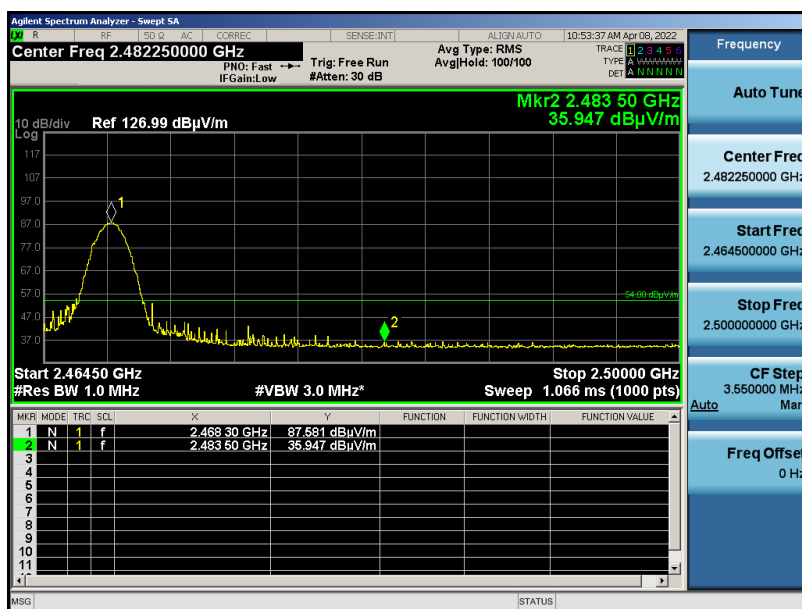 Agilent Spectrum Analyzer - Swept SA
LXI R RF 50 Ω AC CORREC SENSE:INT ALIGN AUTO 10:53:37 AM Apr 08, 2022
Center Freq 2.482250000 GHz
PNO: Fast
IFGain:Low
Trig: Free Run
#Atten: 30 dB
Avg Type: RMS
Avg|Hold: 100/100
TRACE 1 2 3 4 5 6
TYPE A WWWWW
DET A N N N N N
Mkr2 2.483 50 GHz
35.947 dBµV/m
10 dB/div Ref 126.99 dBµV/m
Log
117
107
97.0
87.0
77.0
67.0
57.0
47.0
37.0
1
2
54.00 dBµV/m
Start 2.46450 GHz Stop 2.50000 GHz
#Res BW 1.0 MHz #VBW 3.0 MHz* Sweep 1.066 ms (1000 pts)
MKR MODE TRC SCL X Y FUNCTION FUNCTION WIDTH FUNCTION VALUE
1 N 1 f 2.468 30 GHz 87.581 dBµV/m
2 N 1 f 2.483 50 GHz 35.947 dBµV/m
3
4
5
6
7
8
9
10
11
MSG STATUS
Frequency
Auto Tune
Center Freq
2.482250000 GHz
Start Freq
2.464500000 GHz
Stop Freq
2.500000000 GHz
CF Step
3.550000 MHz
Auto Man
Freq Offset
0 Hz